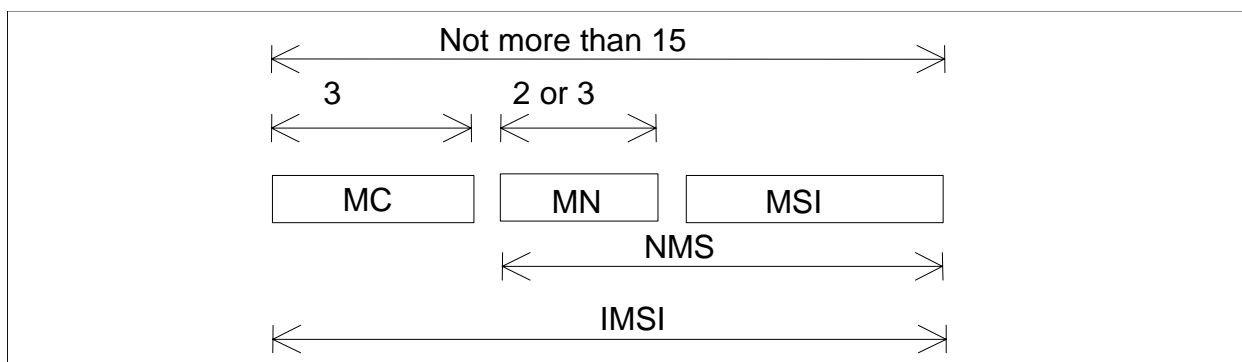 Not more than 15
3 2 or 3
MC MN MSI
NMS
IMSI